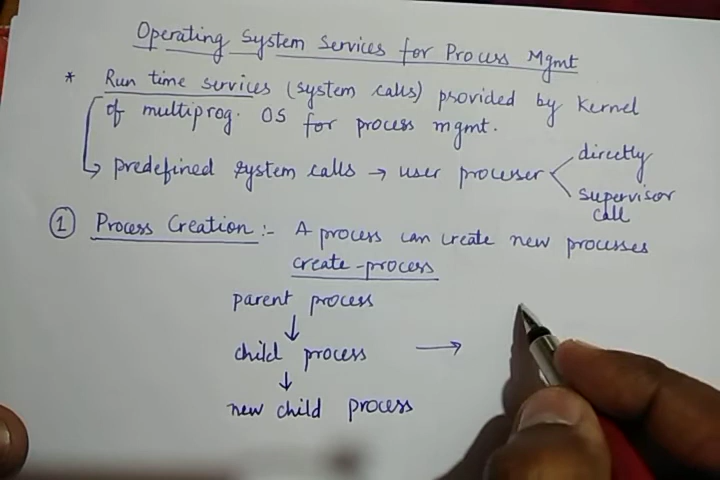 Operating System Services for Process Mgmt
* Run time services (system calls) provided by Kernel
of multiprog. OS for process mgmt.
↳ predefined system calls → user processer < directly
supervisor
call
① Process Creation :- A process can create new processes
create-process
parent process
↓
child process →
↓
new child process